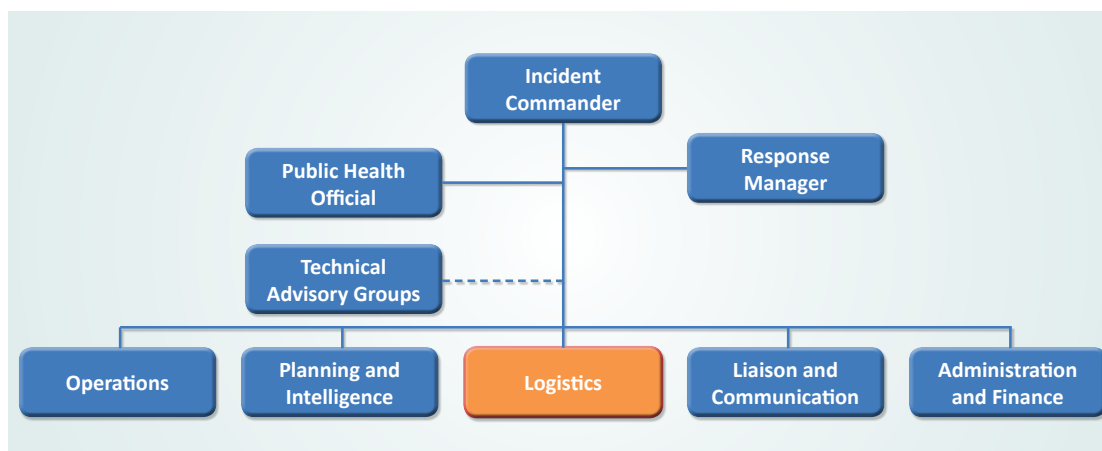 Incident
Commander
Response
Manager
Public Health
Official
Technical
Advisory Groups
Operations
Planning and
Intelligence
Logistics
Liaison and
Communication
Administration
and Finance